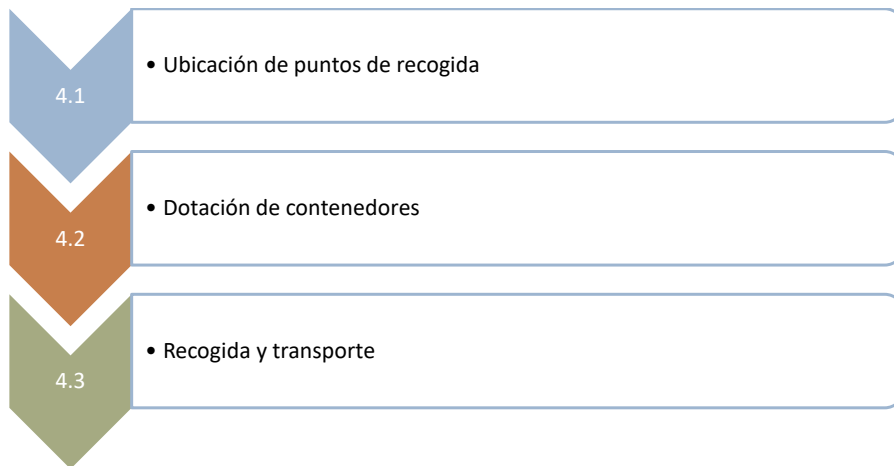 4.1
• Ubicación de puntos de recogida
4.2
• Dotación de contenedores
4.3
• Recogida y transporte